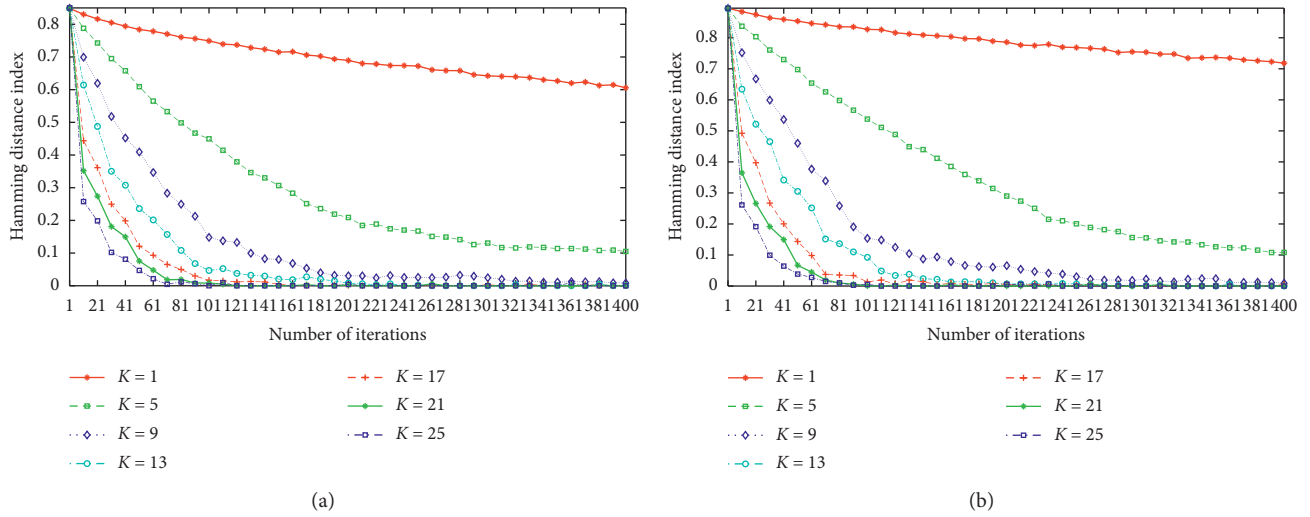 Hamming distance index
0.8
0.7
0.6
0.5
0.4
0.3
0.2
0.1
0
1 21 41 61 81 101 121 141 161 181 201 221 241 261 281 301 321 341 361 381 400
Number of iterations
K = 1
K = 5
K = 9
K = 13
K = 17
K = 21
K = 25
(a)
Hamming distance index
0.9
0.8
0.7
0.6
0.5
0.4
0.3
0.2
0.1
0
1 21 41 61 81 101 121 141 161 181 201 221 241 261 281 301 321 341 361 381 400
Number of iterations
K = 1
K = 5
K = 9
K = 13
K = 17
K = 21
K = 25
(b)